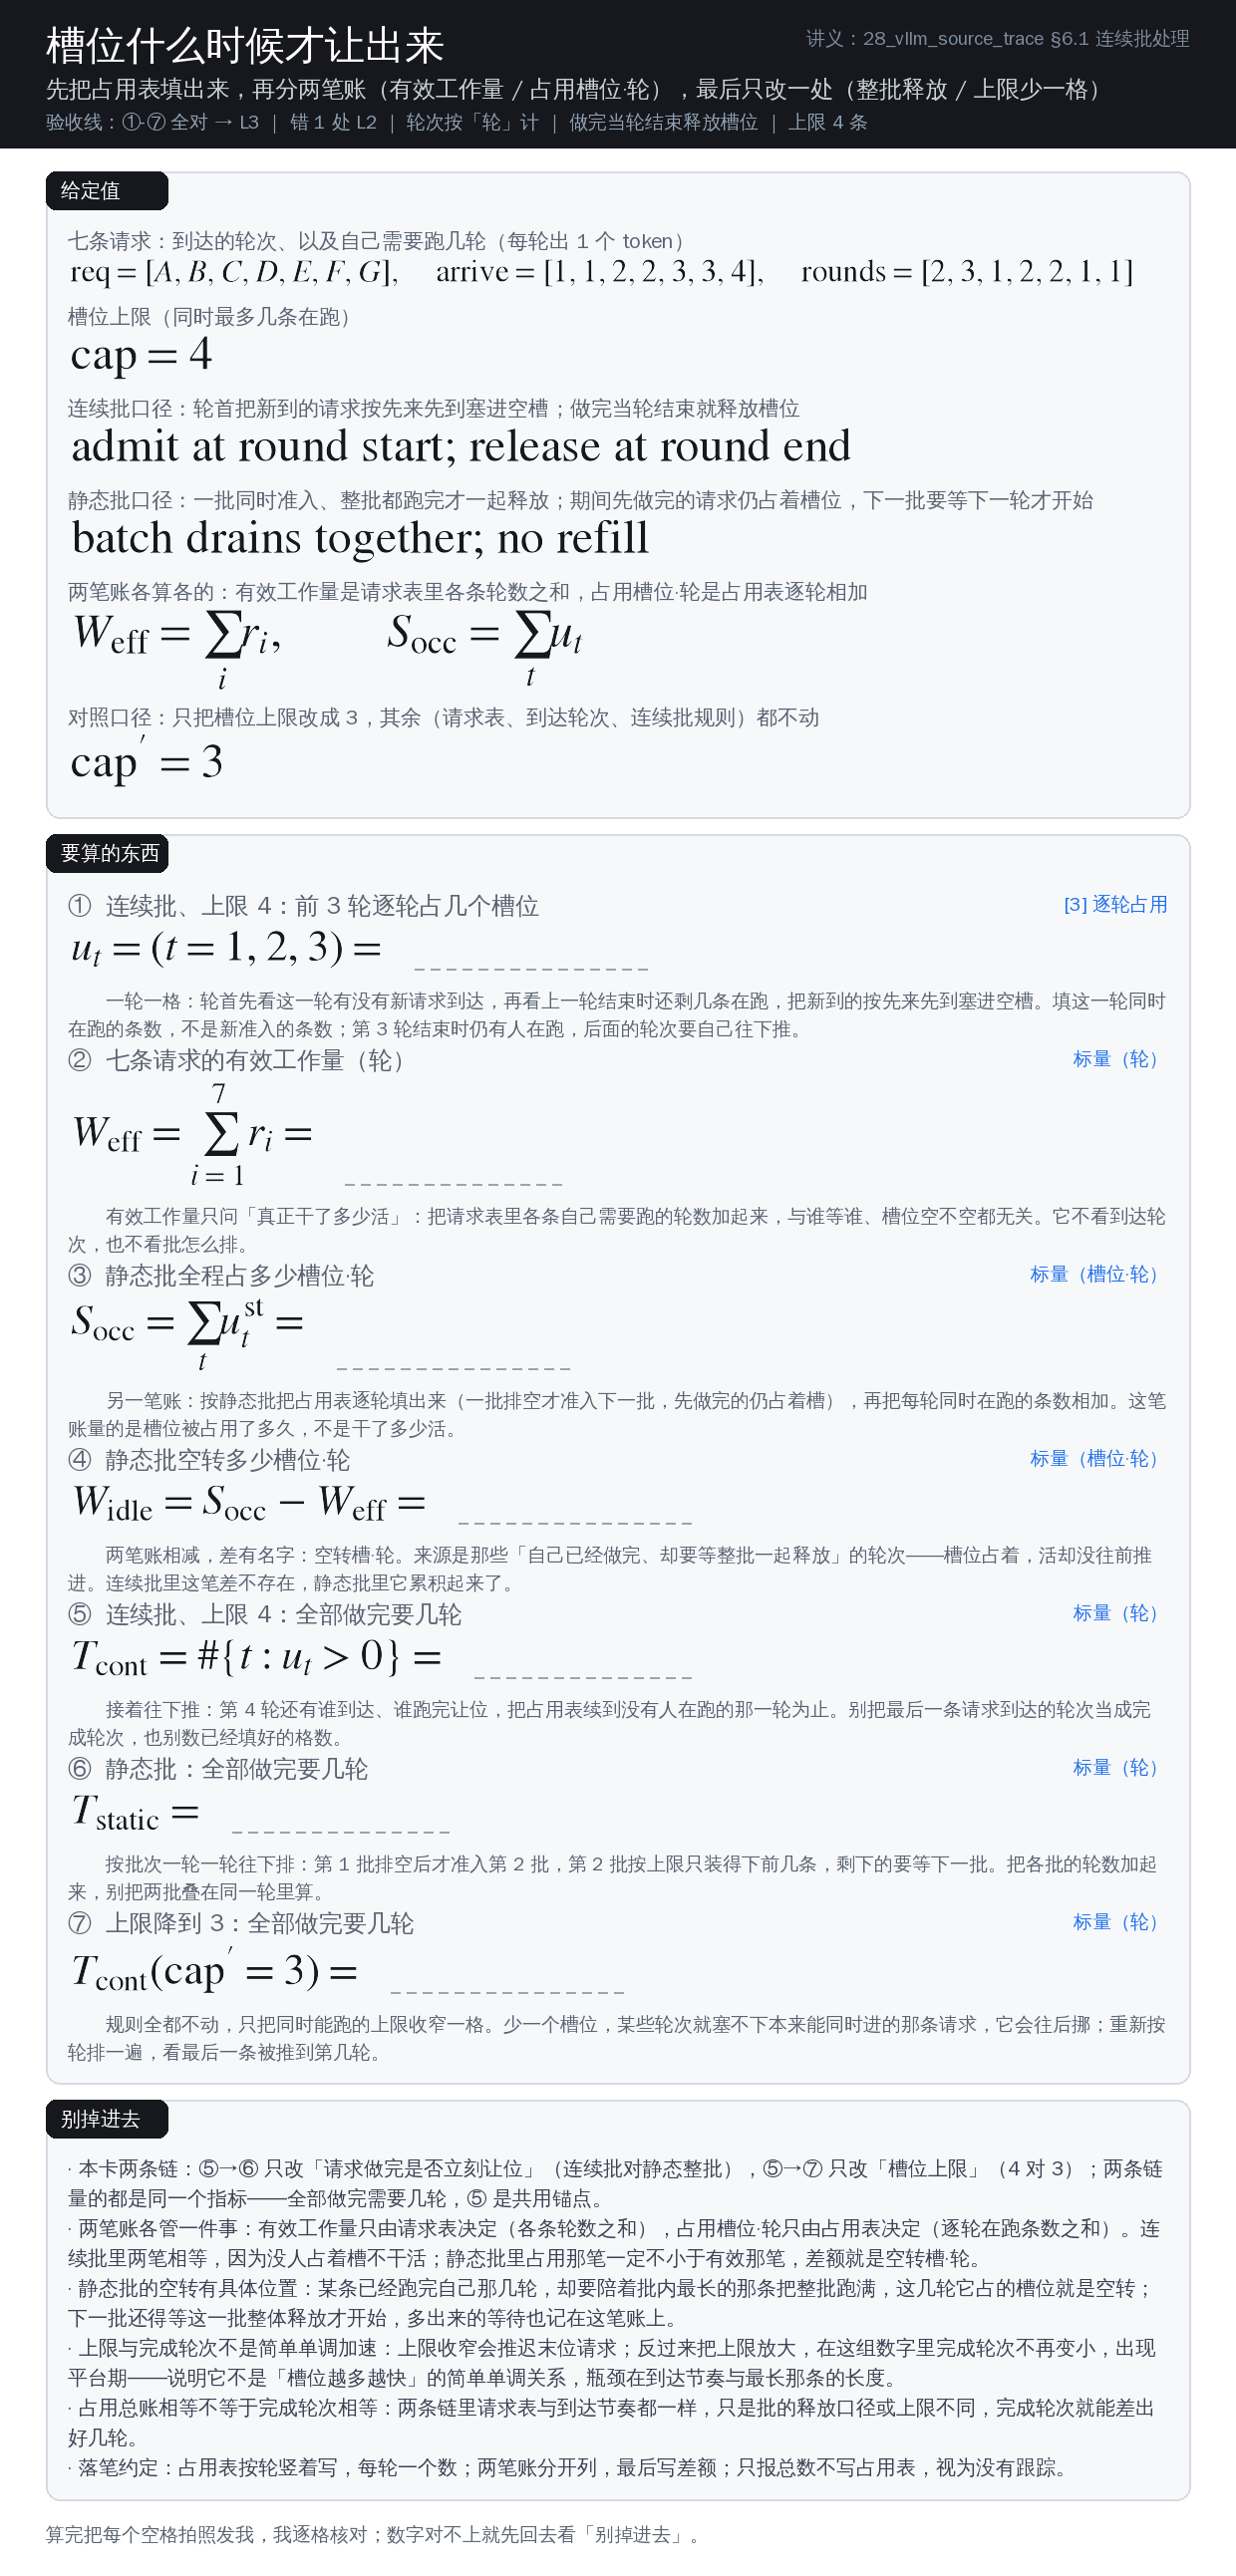 槽位什么时候才让出来
讲义：28_vllm_source_trace §6.1 连续批处理
先把占用表填出来，再分两笔账（有效工作量 / 占用槽位·轮），最后只改一处（整批释放 / 上限少一格）
验收线：①-⑦ 全对 → L3 ｜ 错 1 处 L2 ｜ 轮次按「轮」计 ｜ 做完当轮结束释放槽位 ｜ 上限 4 条
给定值
七条请求：到达的轮次、以及自己需要跑几轮（每轮出 1 个 token）
req = [A, B, C, D, E, F, G], arrive = [1, 1, 2, 2, 3, 3, 4], rounds = [2, 3, 1, 2, 2, 1, 1]
槽位上限（同时最多几条在跑）
cap = 4
连续批口径：轮首把新到的请求按先来先到塞进空槽；做完当轮结束就释放槽位
admit at round start; release at round end
静态批口径：一批同时准入、整批都跑完才一起释放；期间先做完的请求仍占着槽位，下一批要等下一轮才开始
batch drains together; no refill
两笔账各算各的：有效工作量是请求表里各条轮数之和，占用槽位·轮是占用表逐轮相加
W_eff = ∑_i r_i, S_occ = ∑_t u_t
对照口径：只把槽位上限改成 3，其余（请求表、到达轮次、连续批规则）都不动
cap′ = 3
要算的东西
① 连续批、上限 4：前 3 轮逐轮占几个槽位
[3] 逐轮占用
u_t = (t = 1, 2, 3) =
一轮一格：轮首先看这一轮有没有新请求到达，再看上一轮结束时还剩几条在跑，把新到的按先来先到塞进空槽。填这一轮同时
在跑的条数，不是新准入的条数；第 3 轮结束时仍有人在跑，后面的轮次要自己往下推。
② 七条请求的有效工作量（轮）
标量（轮）
W_eff = ∑_{i = 1}^{7} r_i =
有效工作量只问「真正干了多少活」：把请求表里各条自己需要跑的轮数加起来，与谁等谁、槽位空不空都无关。它不看到达轮
次，也不看批怎么排。
③ 静态批全程占多少槽位·轮
标量（槽位·轮）
S_occ = ∑_t u_t^st =
另一笔账：按静态批把占用表逐轮填出来（一批排空才准入下一批，先做完的仍占着槽），再把每轮同时在跑的条数相加。这笔
账量的是槽位被占用了多久，不是干了多少活。
④ 静态批空转多少槽位·轮
标量（槽位·轮）
W_idle = S_occ − W_eff =
两笔账相减，差有名字：空转槽·轮。来源是那些「自己已经做完、却要等整批一起释放」的轮次——槽位占着，活却没往前推
进。连续批里这笔差不存在，静态批里它累积起来了。
⑤ 连续批、上限 4：全部做完要几轮
标量（轮）
T_cont = #{t : u_t > 0} =
接着往下推：第 4 轮还有谁到达、谁跑完让位，把占用表续到没有人在跑的那一轮为止。别把最后一条请求到达的轮次当成完
成轮次，也别数已经填好的格数。
⑥ 静态批：全部做完要几轮
标量（轮）
T_static =
按批次一轮一轮往下排：第 1 批排空后才准入第 2 批，第 2 批按上限只装得下前几条，剩下的要等下一批。把各批的轮数加起
来，别把两批叠在同一轮里算。
⑦ 上限降到 3：全部做完要几轮
标量（轮）
T_cont(cap′ = 3) =
规则全都不动，只把同时能跑的上限收窄一格。少一个槽位，某些轮次就塞不下本来能同时进的那条请求，它会往后挪；重新按
轮排一遍，看最后一条被推到第几轮。
别掉进去
· 本卡两条链：⑤→⑥ 只改「请求做完是否立刻让位」（连续批对静态整批），⑤→⑦ 只改「槽位上限」（4 对 3）；两条链
量的都是同一个指标——全部做完需要几轮，⑤ 是共用锚点。
· 两笔账各管一件事：有效工作量只由请求表决定（各条轮数之和），占用槽位·轮只由占用表决定（逐轮在跑条数之和）。连
续批里两笔相等，因为没人占着槽不干活；静态批里占用那笔一定不小于有效那笔，差额就是空转槽·轮。
· 静态批的空转有具体位置：某条已经跑完自己那几轮，却要陪着批内最长的那条把整批跑满，这几轮它占的槽位就是空转；
下一批还得等这一批整体释放才开始，多出来的等待也记在这笔账上。
· 上限与完成轮次不是简单单调加速：上限收窄会推迟末位请求；反过来把上限放大，在这组数字里完成轮次不再变小，出现
平台期——说明它不是「槽位越多越快」的简单单调关系，瓶颈在到达节奏与最长那条的长度。
· 占用总账相等不等于完成轮次相等：两条链里请求表与到达节奏都一样，只是批的释放口径或上限不同，完成轮次就能差出
好几轮。
· 落笔约定：占用表按轮竖着写，每轮一个数；两笔账分开列，最后写差额；只报总数不写占用表，视为没有跟踪。
算完把每个空格拍照发我，我逐格核对；数字对不上就先回去看「别掉进去」。